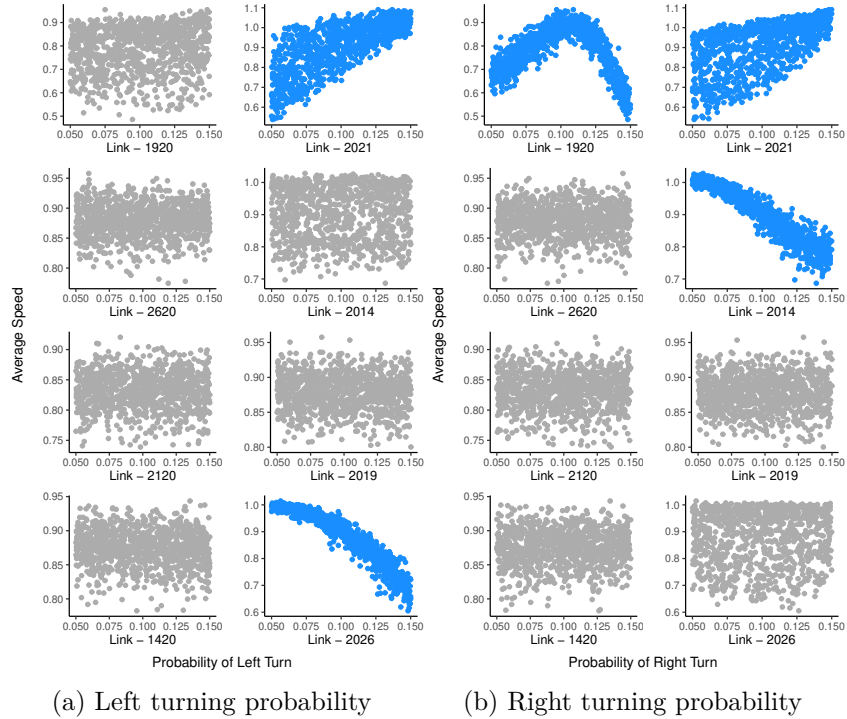 0.9 0.8 0.7 0.6 0.5
0.050 0.075 0.100 0.125 0.150
Link − 1920
1.1 1.0 0.9 0.8 0.7 0.6
0.050 0.075 0.100 0.125 0.150
Link − 2021
0.95 0.90 0.85 0.80
0.050 0.075 0.100 0.125 0.150
Link − 2620
1.0 0.9 0.8 0.7
0.050 0.075 0.100 0.125 0.150
Link − 2014
Average Speed
0.90 0.85 0.80 0.75
0.050 0.075 0.100 0.125 0.150
Link − 2120
0.95 0.90 0.85 0.80
0.050 0.075 0.100 0.125 0.150
Link − 2019
0.95 0.90 0.85 0.80
0.050 0.075 0.100 0.125 0.150
Link − 1420
1.0 0.9 0.8 0.7 0.6
0.050 0.075 0.100 0.125 0.150
Link − 2026
Probability of Left Turn
(a) Left turning probability
0.9 0.8 0.7 0.6 0.5
0.050 0.075 0.100 0.125 0.150
Link − 1920
1.1 1.0 0.9 0.8 0.7 0.6
0.050 0.075 0.100 0.125 0.150
Link − 2021
0.95 0.90 0.85 0.80
0.050 0.075 0.100 0.125 0.150
Link − 2620
1.0 0.9 0.8 0.7
0.050 0.075 0.100 0.125 0.150
Link − 2014
Average Speed
0.90 0.85 0.80 0.75
0.050 0.075 0.100 0.125 0.150
Link − 2120
0.95 0.90 0.85 0.80
0.050 0.075 0.100 0.125 0.150
Link − 2019
0.95 0.90 0.85 0.80
0.050 0.075 0.100 0.125 0.150
Link − 1420
1.0 0.9 0.8 0.7 0.6
0.050 0.075 0.100 0.125 0.150
Link − 2026
Probability of Right Turn
(b) Right turning probability